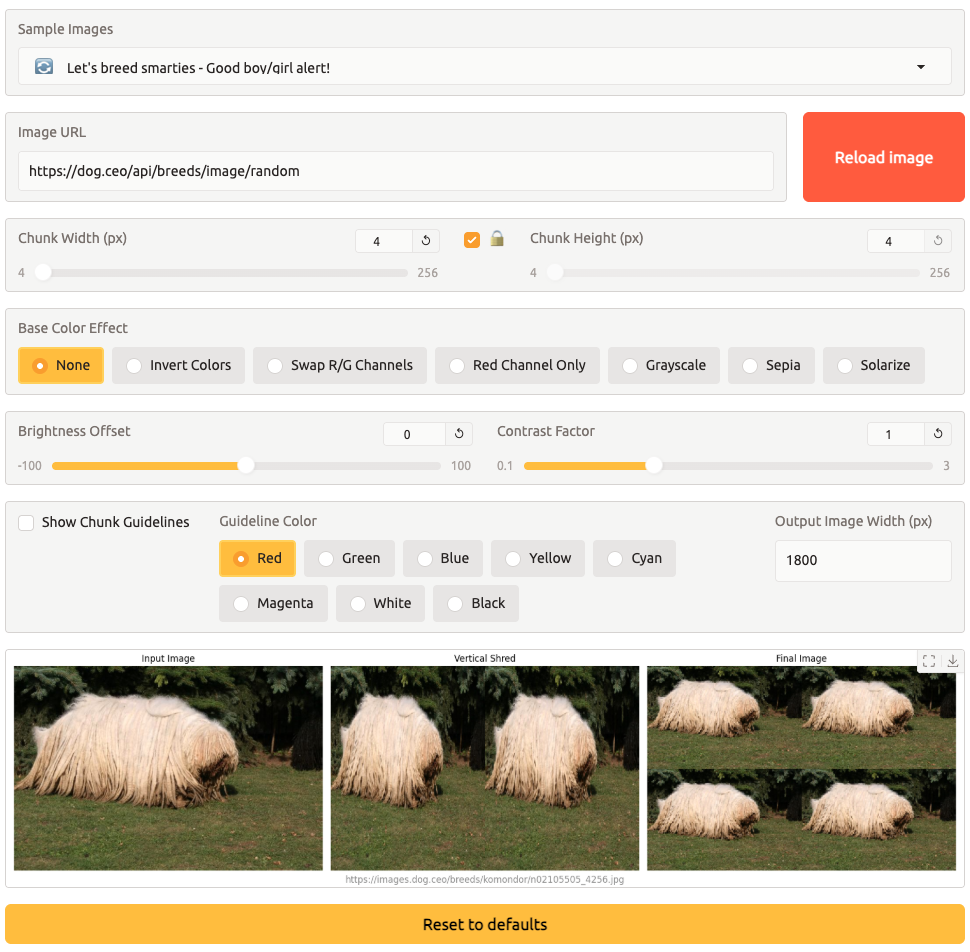 Sample Images
Let's breed smarties - Good boy/girl alert!
Image URL
https://dog.ceo/api/breeds/image/random
Reload image
Chunk Width (px)
4
Chunk Height (px)
4
4
256
4
256
Base Color Effect
None
Invert Colors
Swap R/G Channels
Red Channel Only
Grayscale
Sepia
Solarize
Brightness Offset
0
Contrast Factor
1
-100
100
0.1
3
Show Chunk Guidelines
Guideline Color
Output Image Width (px)
Red
Green
Blue
Yellow
Cyan
1800
Magenta
White
Black
Input Image
Vertical Shred
Final Image
https://images.dog.ceo/breeds/komondor/n02105505_4256.jpg
Reset to defaults